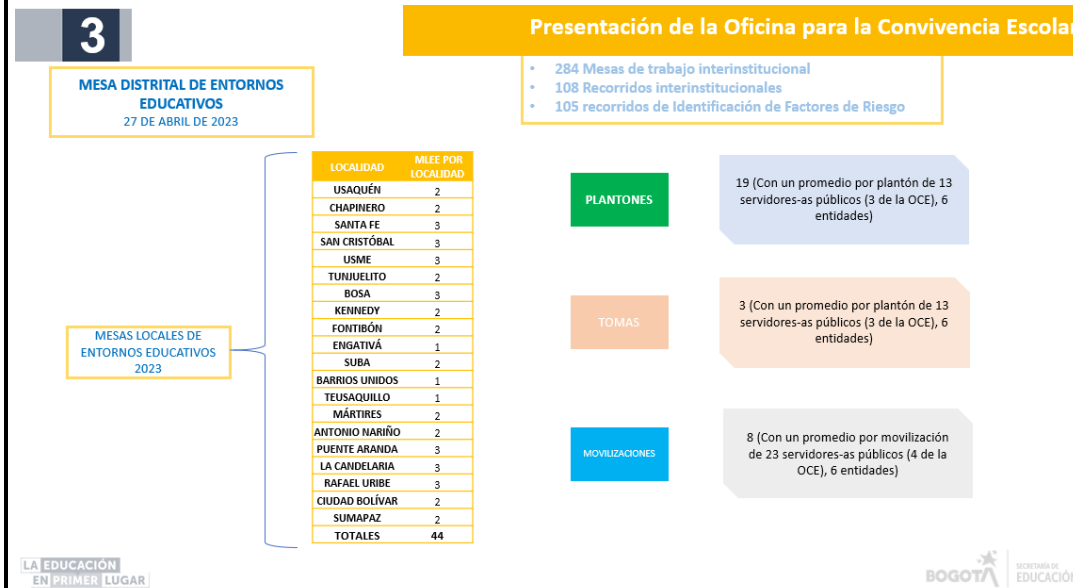 3
Presentación de la Oficina para la Convivencia Escolar
MESA DISTRITAL DE ENTORNOS
EDUCATIVOS
27 DE ABRIL DE 2023
• 284 Mesas de trabajo interinstitucional
• 108 Recorridos interinstitucionales
• 105 recorridos de Identificación de Factores de Riesgo
MESAS LOCALES DE
ENTORNOS EDUCATIVOS
2023
LOCALIDAD MLEE POR LOCALIDAD
USAQUÉN 2
CHAPINERO 2
SANTA FE 3
SAN CRISTÓBAL 3
USME 3
TUNJUELITO 2
BOSA 3
KENNEDY 2
FONTIBÓN 2
ENGATIVÁ 1
SUBA 2
BARRIOS UNIDOS 1
TEUSAQUILLO 1
MÁRTIRES 2
ANTONIO NARIÑO 2
PUENTE ARANDA 3
LA CANDELARIA 3
RAFAEL URIBE 3
CIUDAD BOLÍVAR 2
SUMAPAZ 2
TOTALES 44
PLANTONES
19 (Con un promedio por plantón de 13
servidores-as públicos (3 de la OCE), 6
entidades)
TOMAS
3 (Con un promedio por plantón de 13
servidores-as públicos (3 de la OCE), 6
entidades)
MOVILIZACIONES
8 (Con un promedio por movilización
de 23 servidores-as públicos (4 de la
OCE), 6 entidades)
LA EDUCACIÓN
EN PRIMER LUGAR
BOGOTÁ
SECRETARÍA DE
EDUCACIÓN